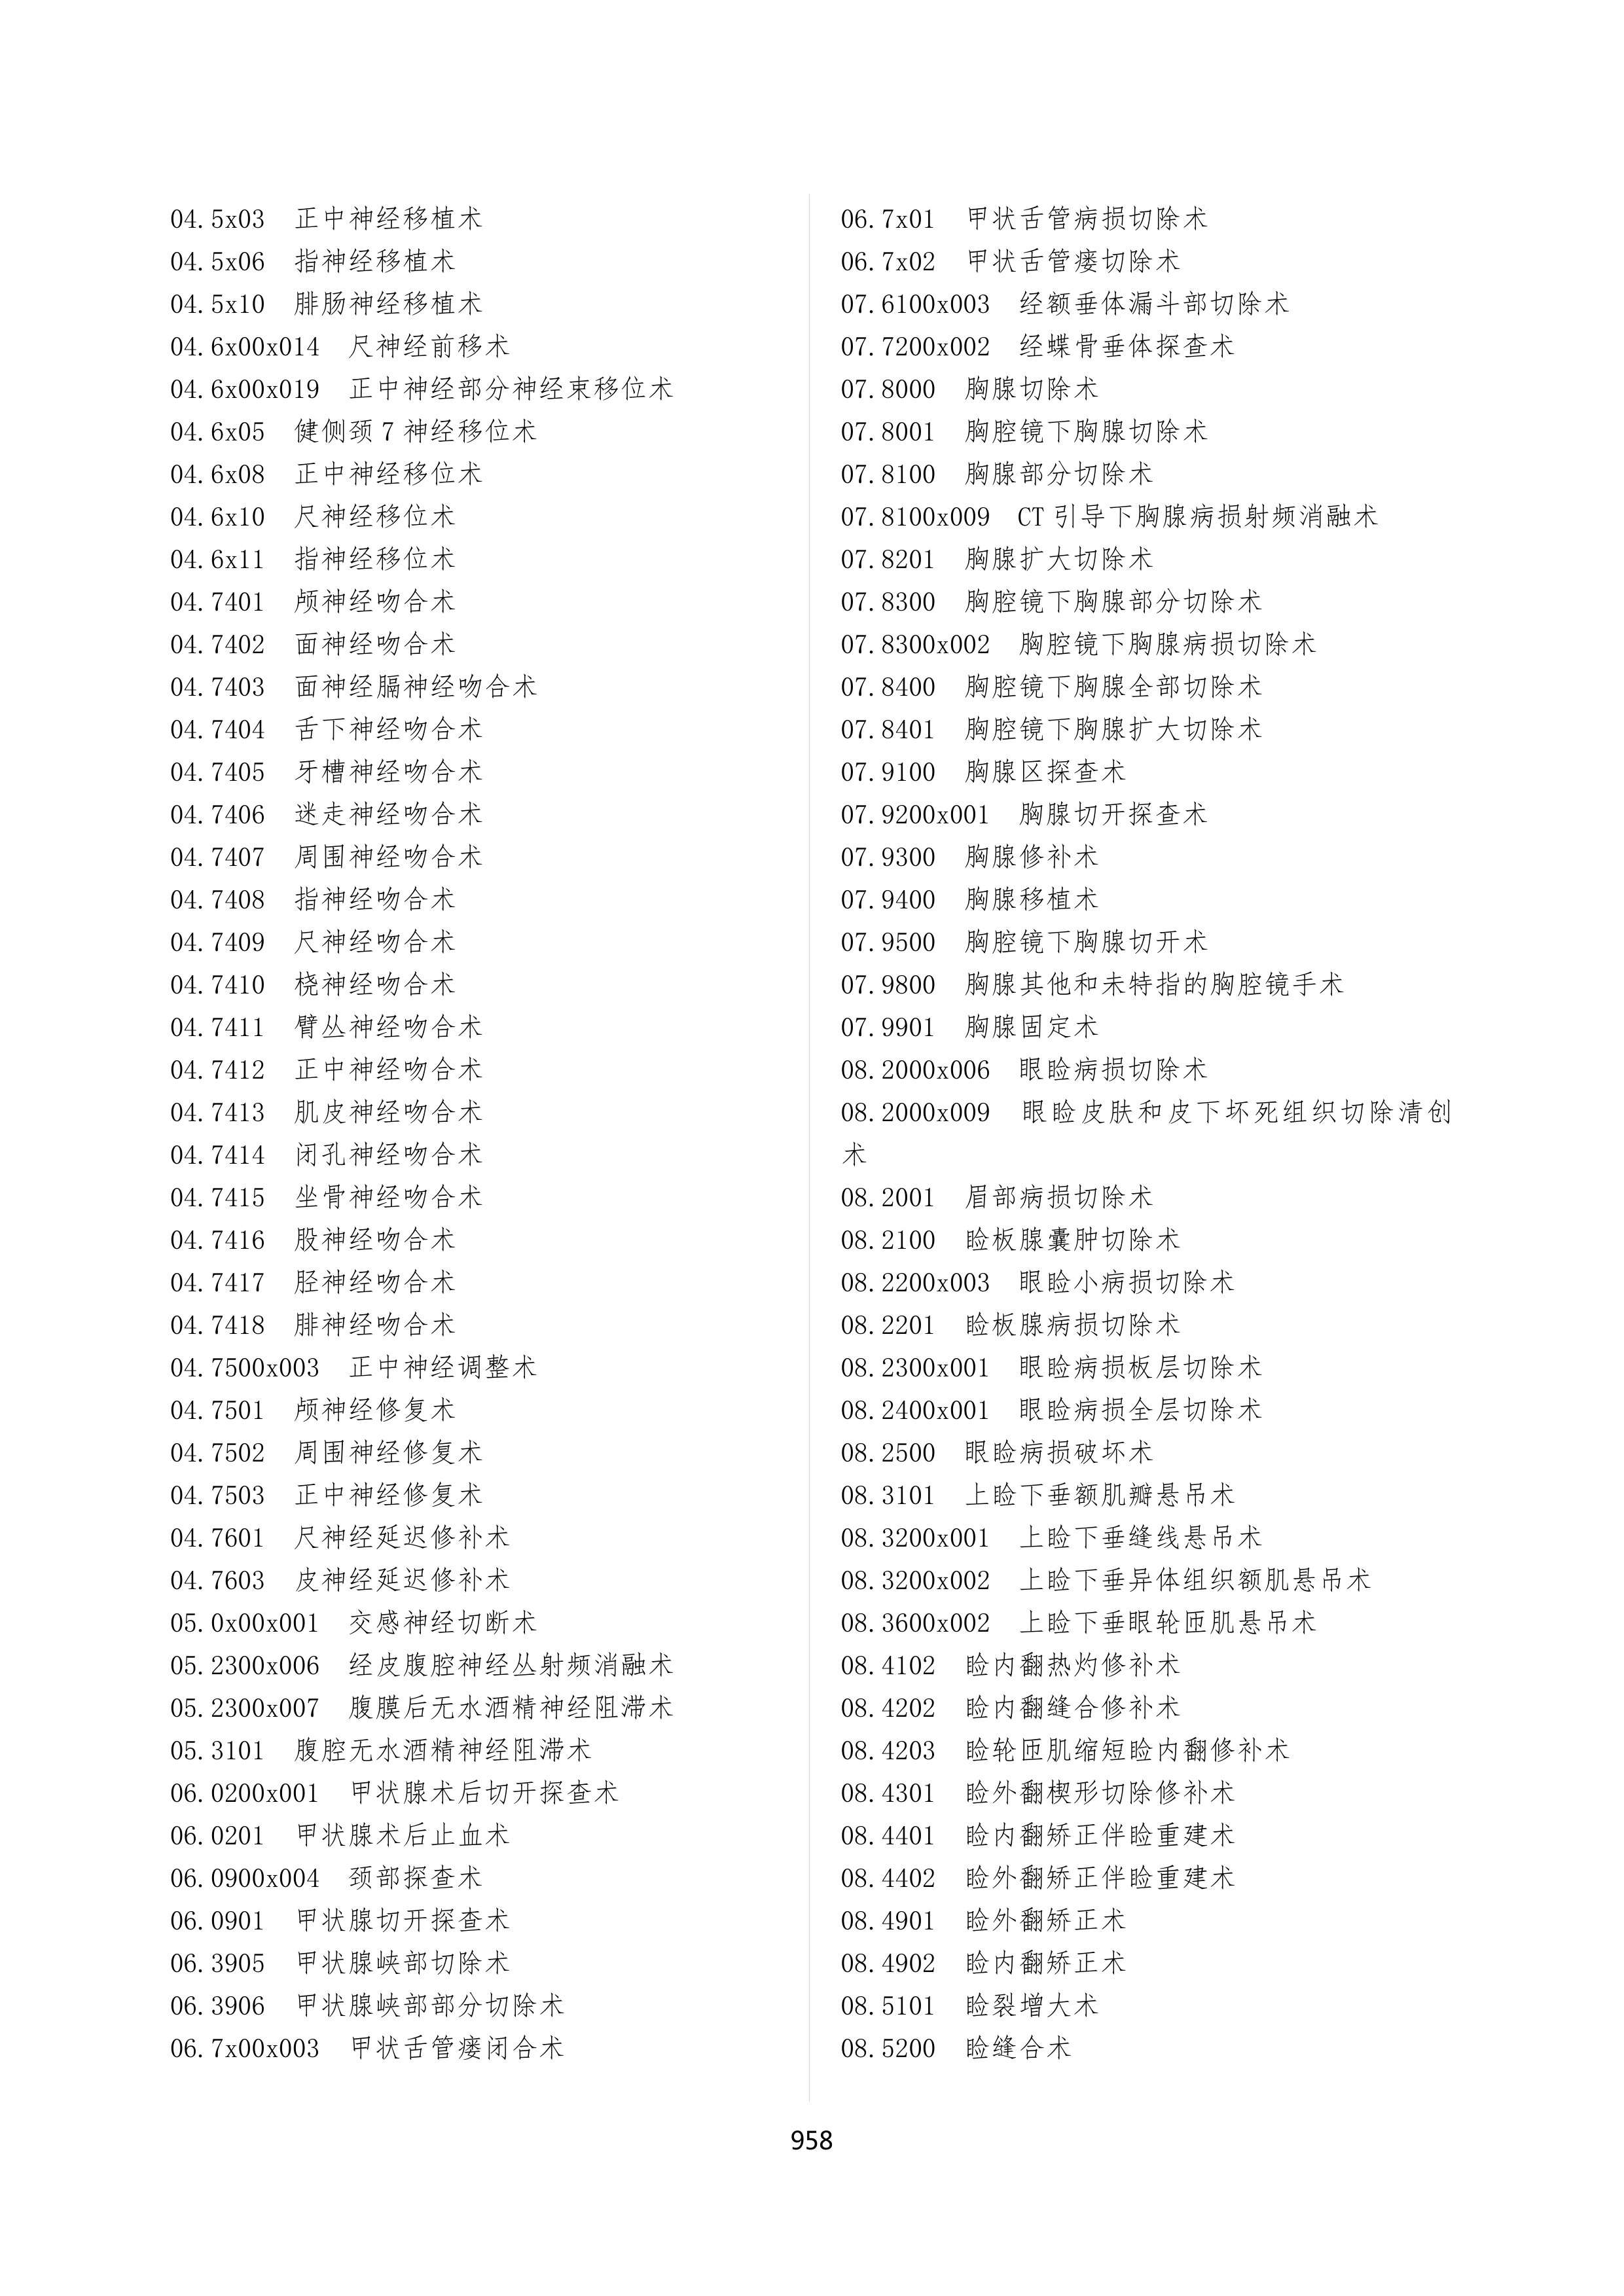 04.5x03 正中神经移植术
04.5x06 指神经移植术
04.5x10 腓肠神经移植术
04.6x00x014 尺神经前移术
04.6x00x019 正中神经部分神经束移位术
04.6x05 健侧颈7神经移位术
04.6x08 正中神经移位术
04.6x10 尺神经移位术
04.6x11 指神经移位术
04.7401 颅神经吻合术
04.7402 面神经吻合术
04.7403 面神经膈神经吻合术
04.7404 舌下神经吻合术
04.7405 牙槽神经吻合术
04.7406 迷走神经吻合术
04.7407 周围神经吻合术
04.7408 指神经吻合术
04.7409 尺神经吻合术
04.7410 桡神经吻合术
04.7411 臂丛神经吻合术
04.7412 正中神经吻合术
04.7413 肌皮神经吻合术
04.7414 闭孔神经吻合术
04.7415 坐骨神经吻合术
04.7416 股神经吻合术
04.7417 胫神经吻合术
04.7418 腓神经吻合术
04.7500x003 正中神经调整术
04.7501 颅神经修复术
04.7502 周围神经修复术
04.7503 正中神经修复术
04.7601 尺神经延迟修补术
04.7603 皮神经延迟修补术
05.0x00x001 交感神经切断术
05.2300x006 经皮腹腔神经丛射频消融术
05.2300x007 腹膜后无水酒精神经阻滞术
05.3101 腹腔无水酒精神经阻滞术
06.0200x001 甲状腺术后切开探查术
06.0201 甲状腺术后止血术
06.0900x004 颈部探查术
06.0901 甲状腺切开探查术
06.3905 甲状腺峡部切除术
06.3906 甲状腺峡部部分切除术
06.7x00x003 甲状舌管瘘闭合术
06.7x01 甲状舌管病损切除术
06.7x02 甲状舌管瘘切除术
07.6100x003 经额垂体漏斗部切除术
07.7200x002 经蝶骨垂体探查术
07.8000 胸腺切除术
07.8001 胸腔镜下胸腺切除术
07.8100 胸腺部分切除术
07.8100x009 CT引导下胸腺病损射频消融术
07.8201 胸腺扩大切除术
07.8300 胸腔镜下胸腺部分切除术
07.8300x002 胸腔镜下胸腺病损切除术
07.8400 胸腔镜下胸腺全部切除术
07.8401 胸腔镜下胸腺扩大切除术
07.9100 胸腺区探查术
07.9200x001 胸腺切开探查术
07.9300 胸腺修补术
07.9400 胸腺移植术
07.9500 胸腔镜下胸腺切开术
07.9800 胸腺其他和未特指的胸腔镜手术
07.9901 胸腺固定术
08.2000x006 眼睑病损切除术
08.2000x009 眼睑皮肤和皮下坏死组织切除清创
术
08.2001 眉部病损切除术
08.2100 睑板腺囊肿切除术
08.2200x003 眼睑小病损切除术
08.2201 睑板腺病损切除术
08.2300x001 眼睑病损板层切除术
08.2400x001 眼睑病损全层切除术
08.2500 眼睑病损破坏术
08.3101 上睑下垂额肌瓣悬吊术
08.3200x001 上睑下垂缝线悬吊术
08.3200x002 上睑下垂异体组织额肌悬吊术
08.3600x002 上睑下垂眼轮匝肌悬吊术
08.4102 睑内翻热灼修补术
08.4202 睑内翻缝合修补术
08.4203 睑轮匝肌缩短睑内翻修补术
08.4301 睑外翻楔形切除修补术
08.4401 睑内翻矫正伴睑重建术
08.4402 睑外翻矫正伴睑重建术
08.4901 睑外翻矫正术
08.4902 睑内翻矫正术
08.5101 睑裂增大术
08.5200 睑缝合术
958